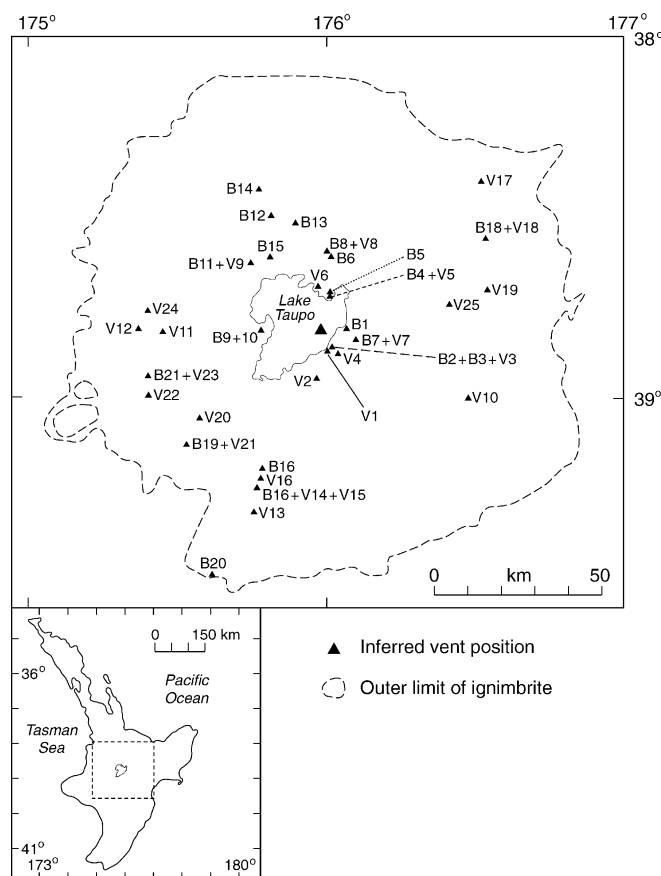 175° 176° 177°
38°
V17
B14
B12
B13
B18+V18
B8+V8
B15
B6
B5
B11+V9
B4+V5
V6
V19
Lake
Taupo
V25
V24
V12
V11
B1
B9+10
B7+V7
V4
B2+B3+V3
B21+V23
V2
V22
39°
V10
V1
V20
B19+V21
B16
V16
B16+V14+V15
V13
B20
0 km 50
0 150 km
36°
Pacific
Ocean
Tasman
Sea
41°
173° 180°
Inferred vent position
Outer limit of ignimbrite